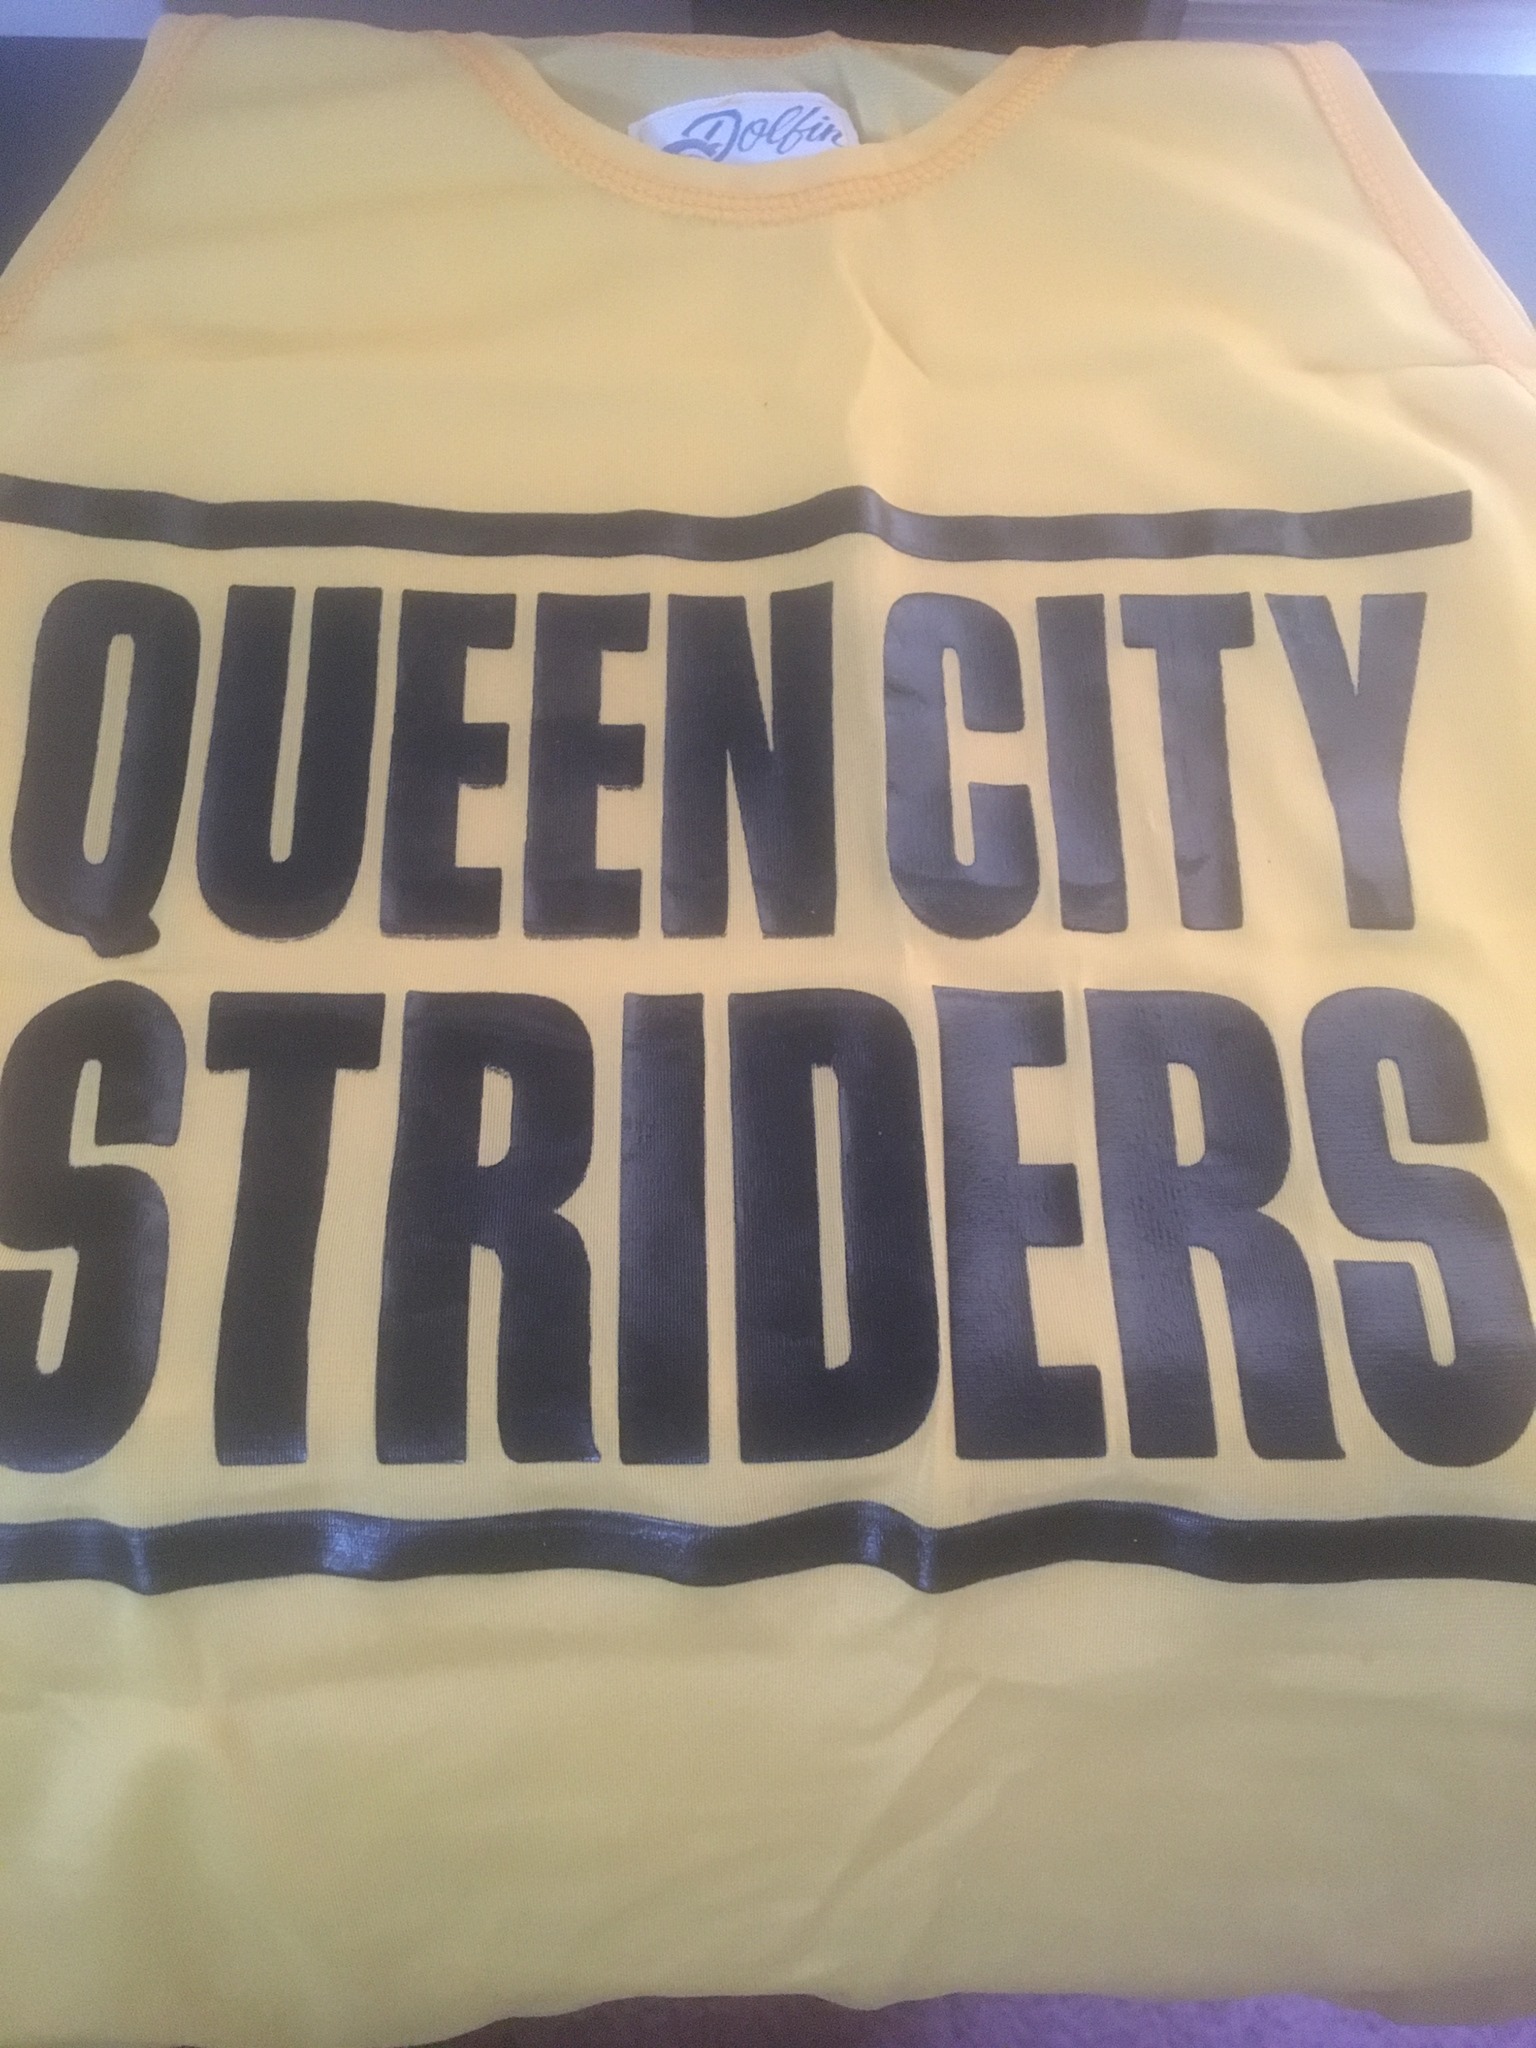 Dolfin
QUEEN CITY
STRIDERS